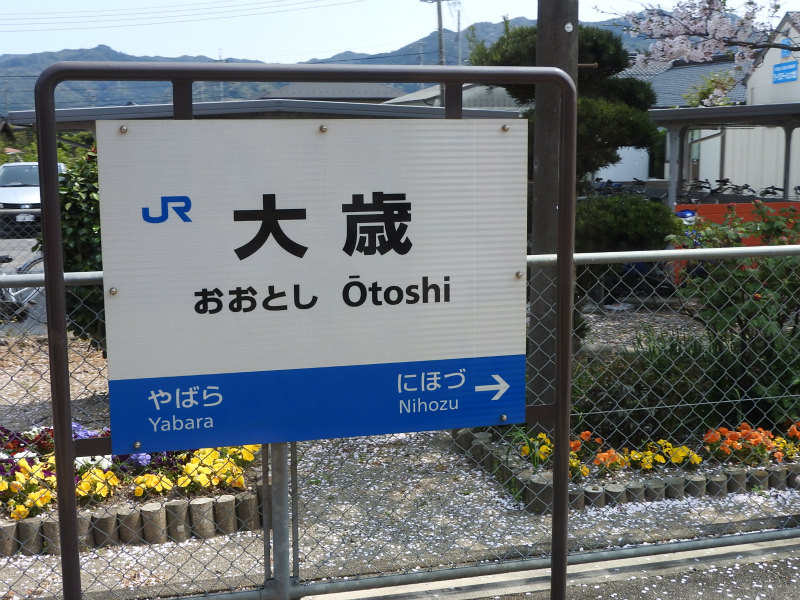 JR
大歳
おおとし Ōtoshi
やばら
Yabara
にほづ →
Nihozu